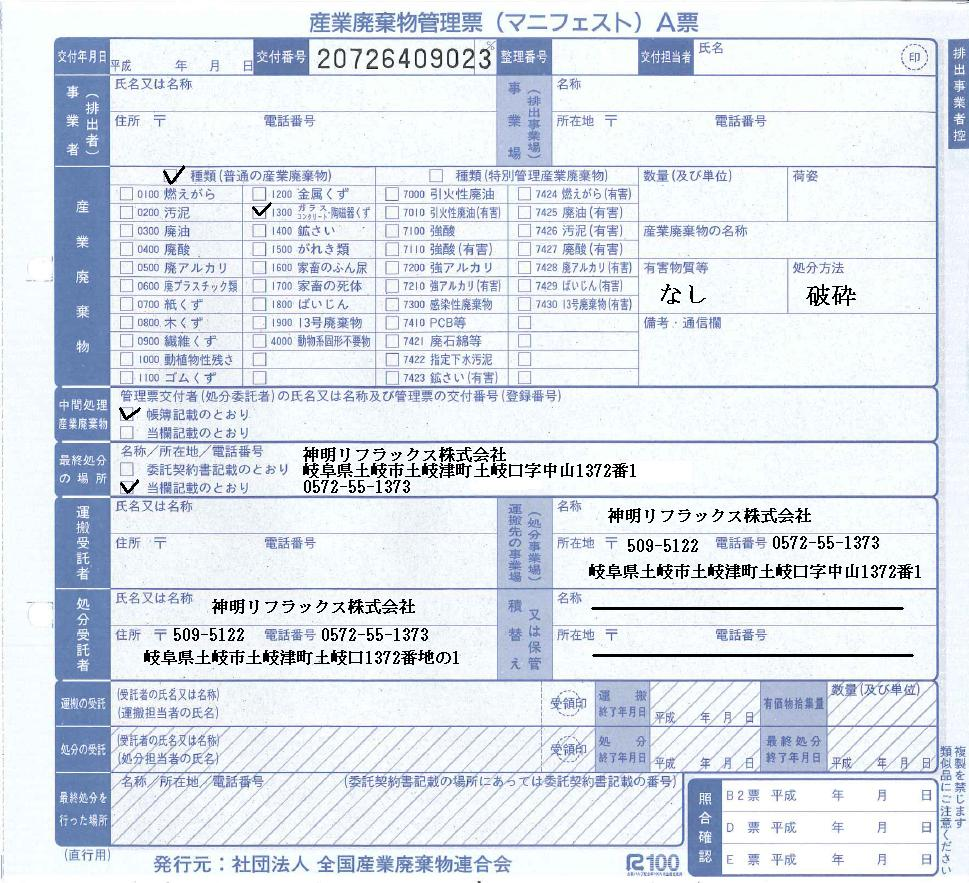 産業廃棄物管理票（マニフェスト）A票
交付年月日 平成 年 月 日 交付番号 20726409023 整理番号 交付担当者 氏名 印
事業者（排出者） 氏名又は名称
住所 〒 電話番号
事業場（排出事業場） 名称
所在地 〒 電話番号
排出事業者控
産業廃棄物
種類（普通の産業廃棄物） 種類（特別管理産業廃棄物） 数量（及び単位） 荷姿
0100 燃えがら 1200 金属くず 7000 引火性廃油 7424 燃えがら（有害）
0200 汚泥 1300 ガラス・コンクリート・陶磁器くず 7010 引火性廃油（有害） 7425 廃油（有害）
0300 廃油 1400 鉱さい 7100 強酸 7426 汚泥（有害） 産業廃棄物の名称
0400 廃酸 1500 がれき類 7110 強酸（有害） 7427 廃酸（有害）
0500 廃アルカリ 1600 家畜のふん尿 7200 強アルカリ 7428 廃アルカリ（有害） 有害物質等 処分方法
0600 廃プラスチック類 1700 家畜の死体 7210 強アルカリ（有害） 7429 ばいじん（有害） なし 破砕
0700 紙くず 1800 ばいじん 7300 感染性廃棄物 7430 13号廃棄物（有害）
0800 木くず 1900 13号廃棄物 7410 PCB等 備考・通信欄
0900 繊維くず 4000 動物系固形不要物 7421 廃石綿等
1000 動植物性残さ 7422 指定下水汚泥
1100 ゴムくず 7423 鉱さい（有害）
中間処理産業廃棄物 管理票交付者（処分委託者）の氏名又は名称及び管理票の交付番号（登録番号）
帳簿記載のとおり
当欄記載のとおり
最終処分の場所 名称／所在地／電話番号 神明リフラックス株式会社
委託契約書記載のとおり 岐阜県土岐市土岐津町土岐口字中山1372番1
当欄記載のとおり 0572-55-1373
運搬受託者 氏名又は名称
住所 〒 電話番号
運搬先の事業場（処分事業場） 名称 神明リフラックス株式会社
所在地 〒 509-5122 電話番号 0572-55-1373
岐阜県土岐市土岐津町土岐口字中山1372番1
処分受託者 氏名又は名称 神明リフラックス株式会社
住所 〒 509-5122 電話番号 0572-55-1373
岐阜県土岐市土岐津町土岐口1372番地の1
積替え又は保管 名称
所在地 〒 電話番号
運搬の受託 （受託者の氏名又は名称） 受領印 運搬終了年月日 平成 年 月 日 有価物拾集量 数量（及び単位）
（運搬担当者の氏名）
処分の受託 （受託者の氏名又は名称） 受領印 処分終了年月日 平成 年 月 日 最終処分終了年月日 平成 年 月 日
（処分担当者の氏名）
最終処分を行った場所 名称／所在地／電話番号 （委託契約書記載の場所にあっては委託契約書記載の番号）
照合確認 B2票 平成 年 月 日
D 票 平成 年 月 日
E 票 平成 年 月 日
複製を禁じます
類似品にご注意ください
（直行用） 発行元：社団法人 全国産業廃棄物連合会 R100